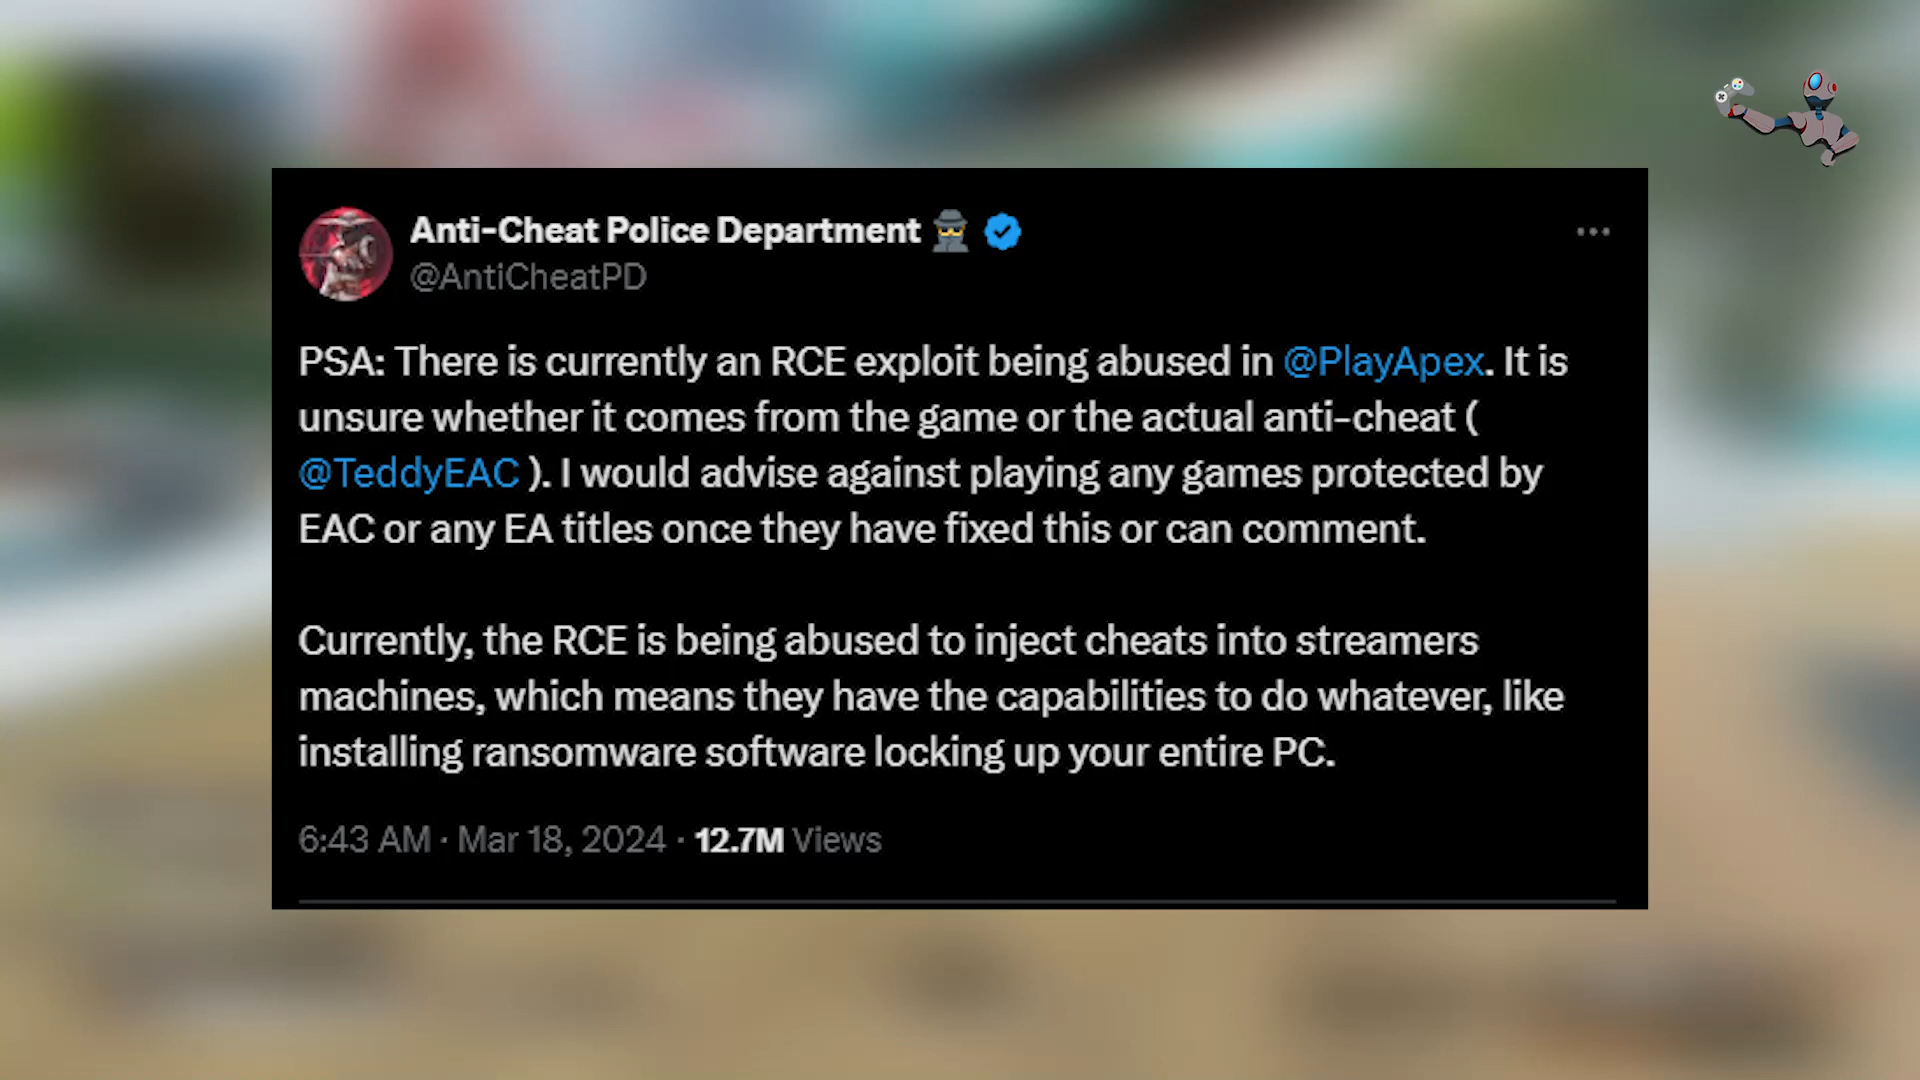 Anti-Cheat Police Department
@AntiCheatPD
PSA: There is currently an RCE exploit being abused in @PlayApex. It is
unsure whether it comes from the game or the actual anti-cheat (
@TeddyEAC ). I would advise against playing any games protected by
EAC or any EA titles once they have fixed this or can comment.
Currently, the RCE is being abused to inject cheats into streamers
machines, which means they have the capabilities to do whatever, like
installing ransomware software locking up your entire PC.
6:43 AM · Mar 18, 2024 · 12.7M Views